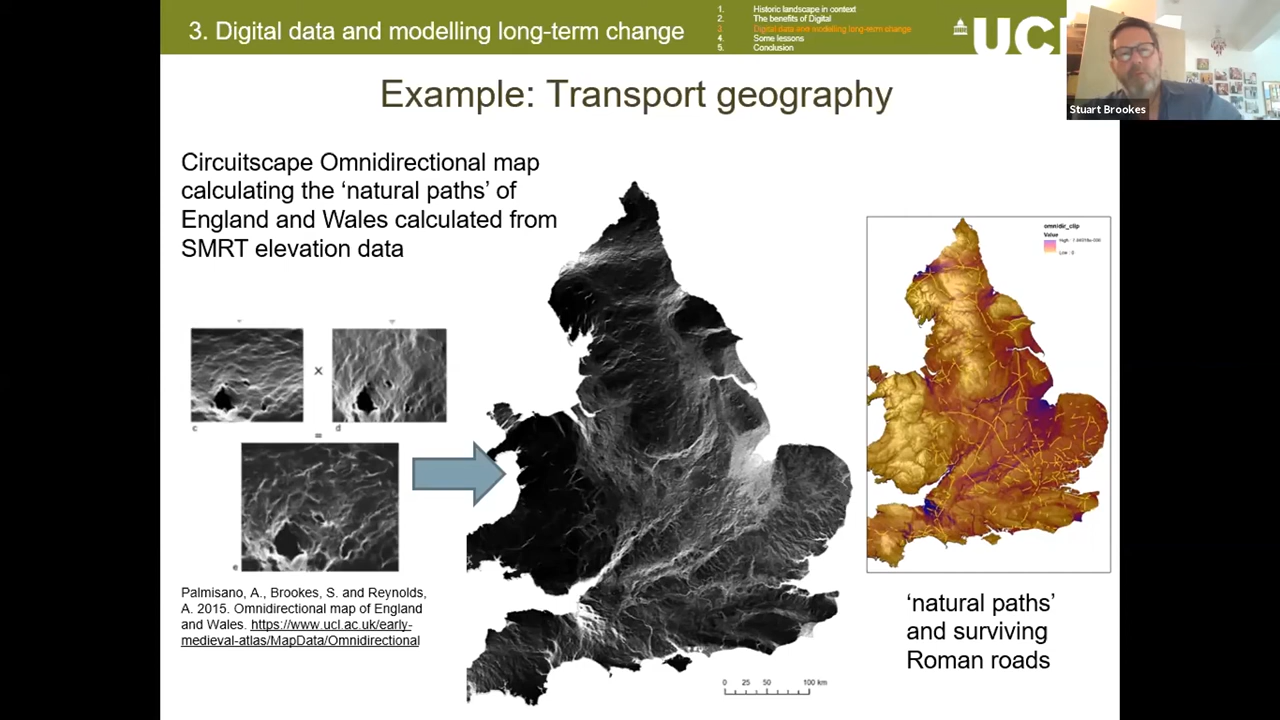 3. Digital data and modelling long-term change
1. Historic landscape in context
2. The benefits of Digital
3. Digital data and modelling long-term change
4. Some lessons
5. Conclusion
UCL
Stuart Brookes
Example: Transport geography
Circuitscape Omnidirectional map
calculating the ‘natural paths’ of
England and Wales calculated from
SMRT elevation data
x
c
d
=
e
Palmisano, A., Brookes, S. and Reynolds,
A. 2015. Omnidirectional map of England
and Wales. https://www.ucl.ac.uk/early-
medieval-atlas/MapData/Omnidirectional
0 25 50 100 km
omnidir_clip
Value
High :
Low : 0
‘natural paths’
and surviving
Roman roads